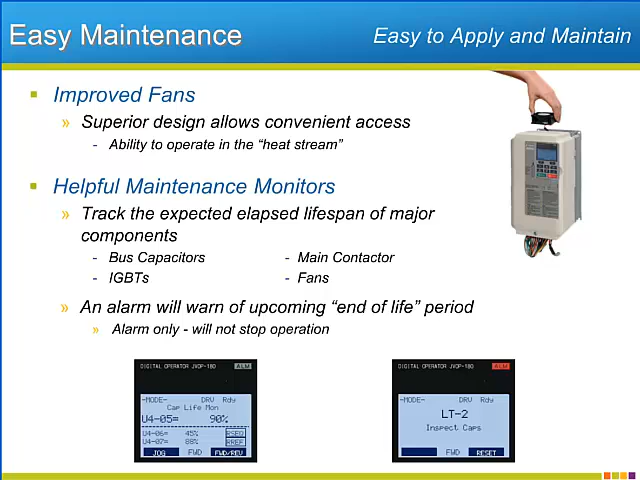 Easy Maintenance
Easy to Apply and Maintain
Improved Fans
» Superior design allows convenient access
- Ability to operate in the “heat stream”
Helpful Maintenance Monitors
» Track the expected elapsed lifespan of major
components
- Bus Capacitors - Main Contactor
- IGBTs - Fans
» An alarm will warn of upcoming “end of life” period
» Alarm only - will not stop operation
DIGITAL OPERATOR JVOP-180 ALM
-MODE- DRV Rdy
Cap Life Mon
U4-05= 90%
U4-06= 45% RSEQ
U4-07= 88% RREF
JOG FWD FWD/REV
DIGITAL OPERATOR JVOP-180 ALM
-MODE- DRV Rdy
LT-2
Inspect Caps
FWD RESET